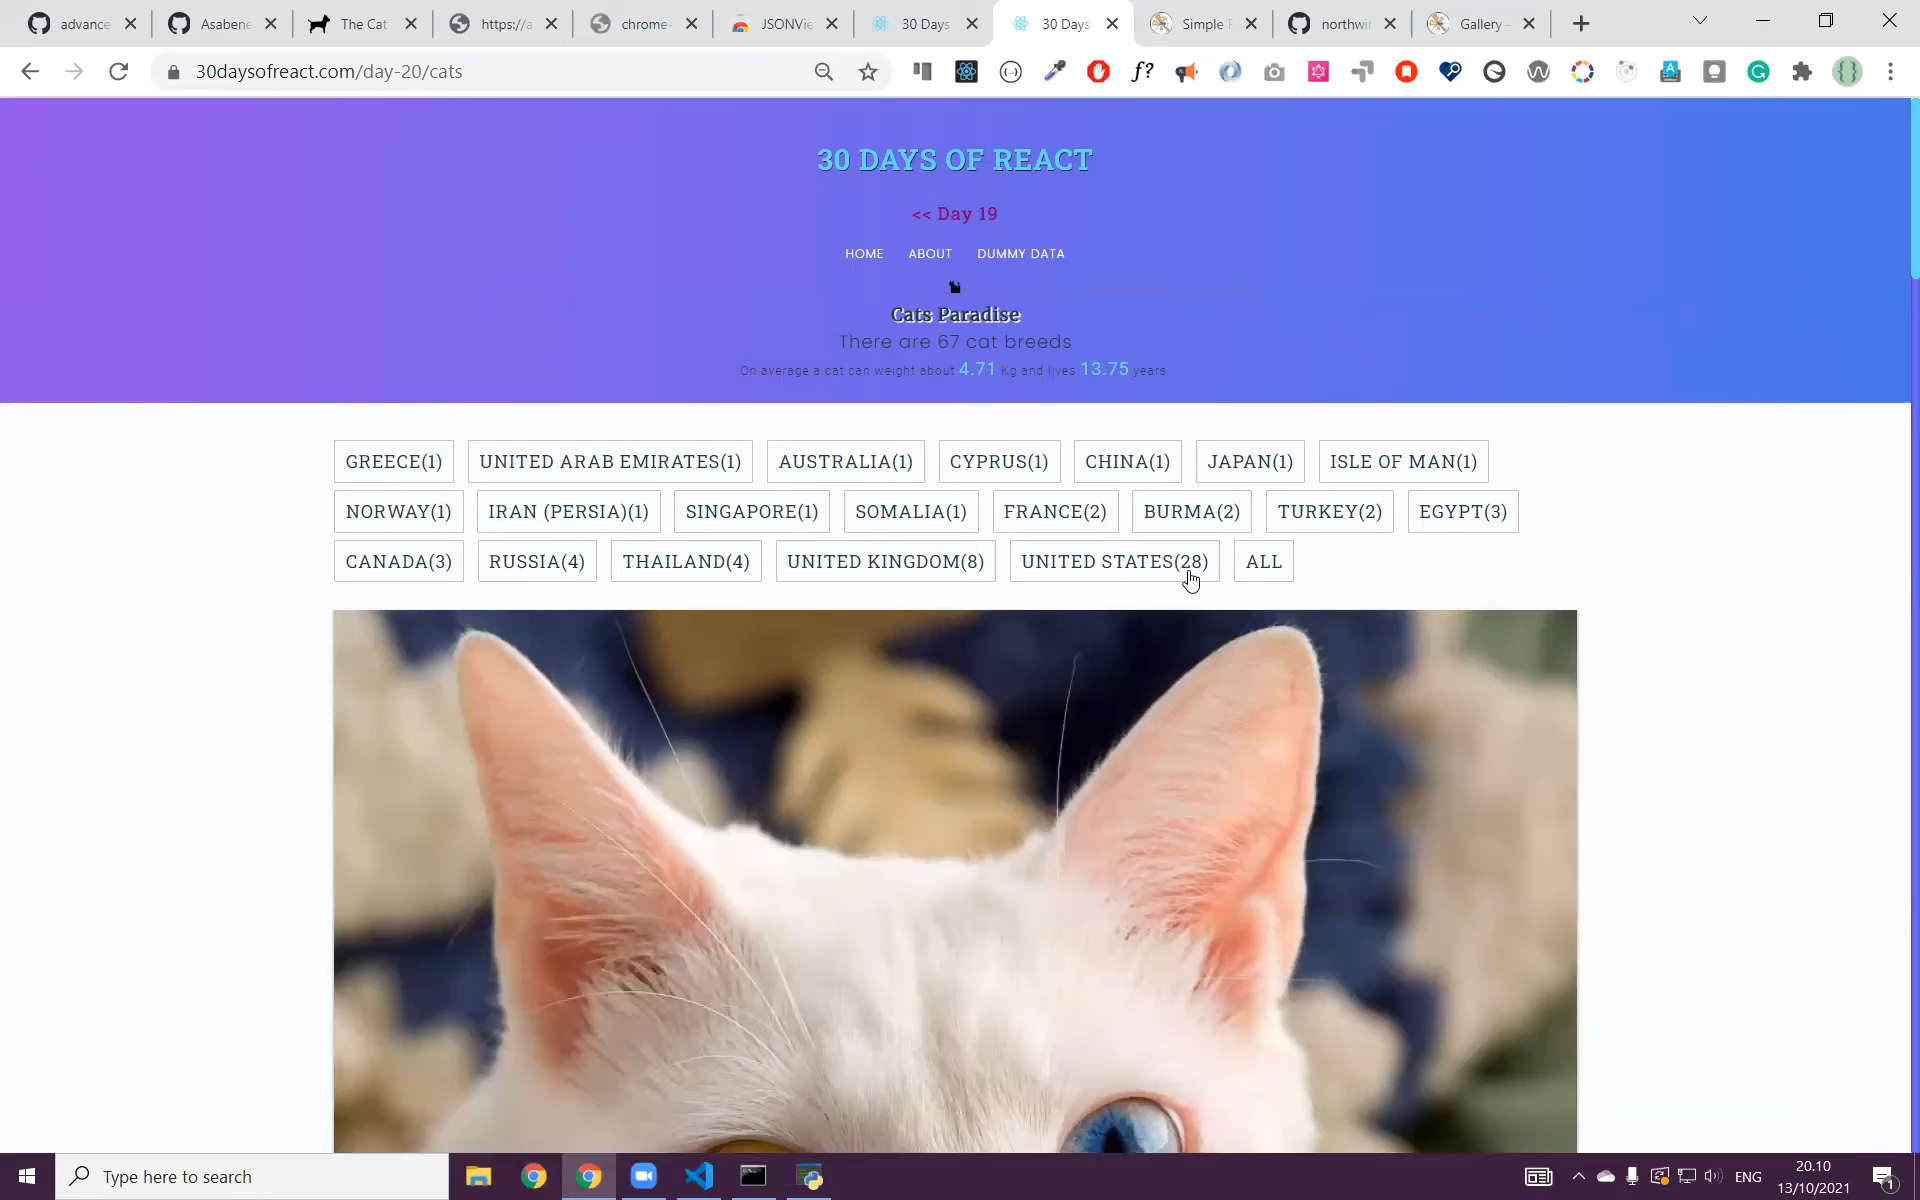 advance
Asabene
The Cat
https://a
chrome-
JSONVie
30 Days
30 Days
Simple
northwi
Gallery -
30daysofreact.com/day-20/cats
f?
30 DAYS OF REACT
<< Day 19
HOME ABOUT DUMMY DATA
Cats Paradise
There are 67 cat breeds
On average a cat can weight about 4.71 Kg and lives 13.75 years.
GREECE(1) UNITED ARAB EMIRATES(1) AUSTRALIA(1) CYPRUS(1) CHINA(1) JAPAN(1) ISLE OF MAN(1)
NORWAY(1) IRAN (PERSIA)(1) SINGAPORE(1) SOMALIA(1) FRANCE(2) BURMA(2) TURKEY(2) EGYPT(3)
CANADA(3) RUSSIA(4) THAILAND(4) UNITED KINGDOM(8) UNITED STATES(28) ALL
Type here to search
ENG
20.10
13/10/2021
1